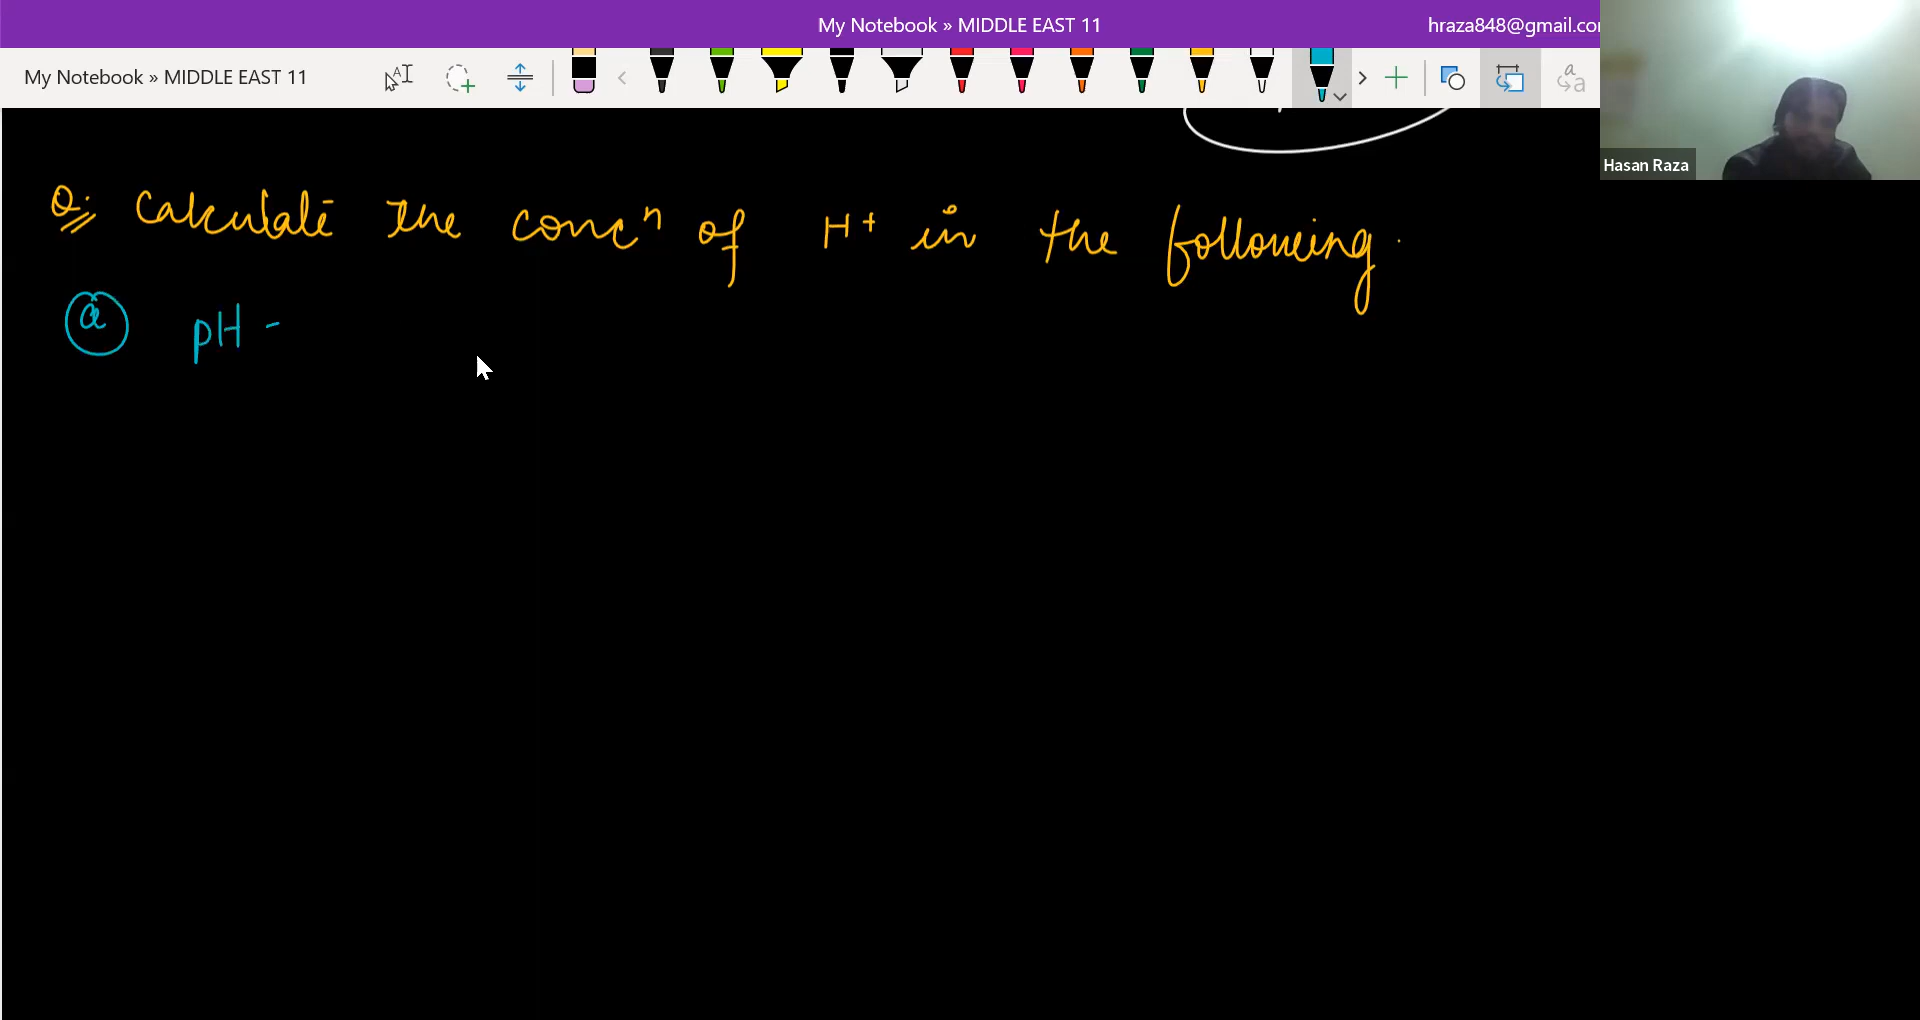 My Notebook » MIDDLE EAST 11
hraza848@gmail.co
My Notebook » MIDDLE EAST 11
Hasan Raza
Q. Calculate the concⁿ of H⁺ in the following.
(a) pH -